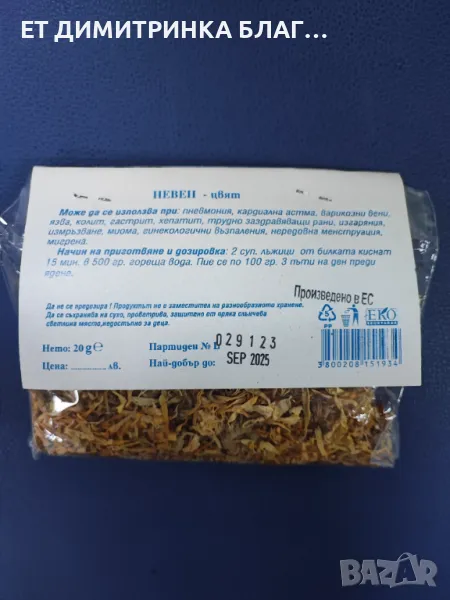 ЕТ ДИМИТРИНКА БЛАГ...
НЕВЕН - цвят
Може да се използва при: пневмония, кардиална астма, варикозни вени,
язва, колит, гастрит, хепатит, трудно заздравяващи рани, изгаряния,
измръзване, миома, гинекологични възпаления, нередовна менструация,
мигрена.
Начин на приготвяне и дозировка: 2 суп. лъжици от билката киснат
15 мин. в 500 гр. гореща вода. Пие се по 100 гр. 3 пъти на ден преди
ядене.
Произведено в ЕС
Да не се превишава! Продуктът не е заместител на разнообразното хранене.
Да се съхранява на сухо, проветриво, защитено от пряка слънчева
светлина място, недостъпно за деца.
Нето: 20 g℮
Партиден № L 029123
Цена: ............ лв.
Най-добър до: SEP 2025
5
PP
ЕКО
3800208151934
BAZAR